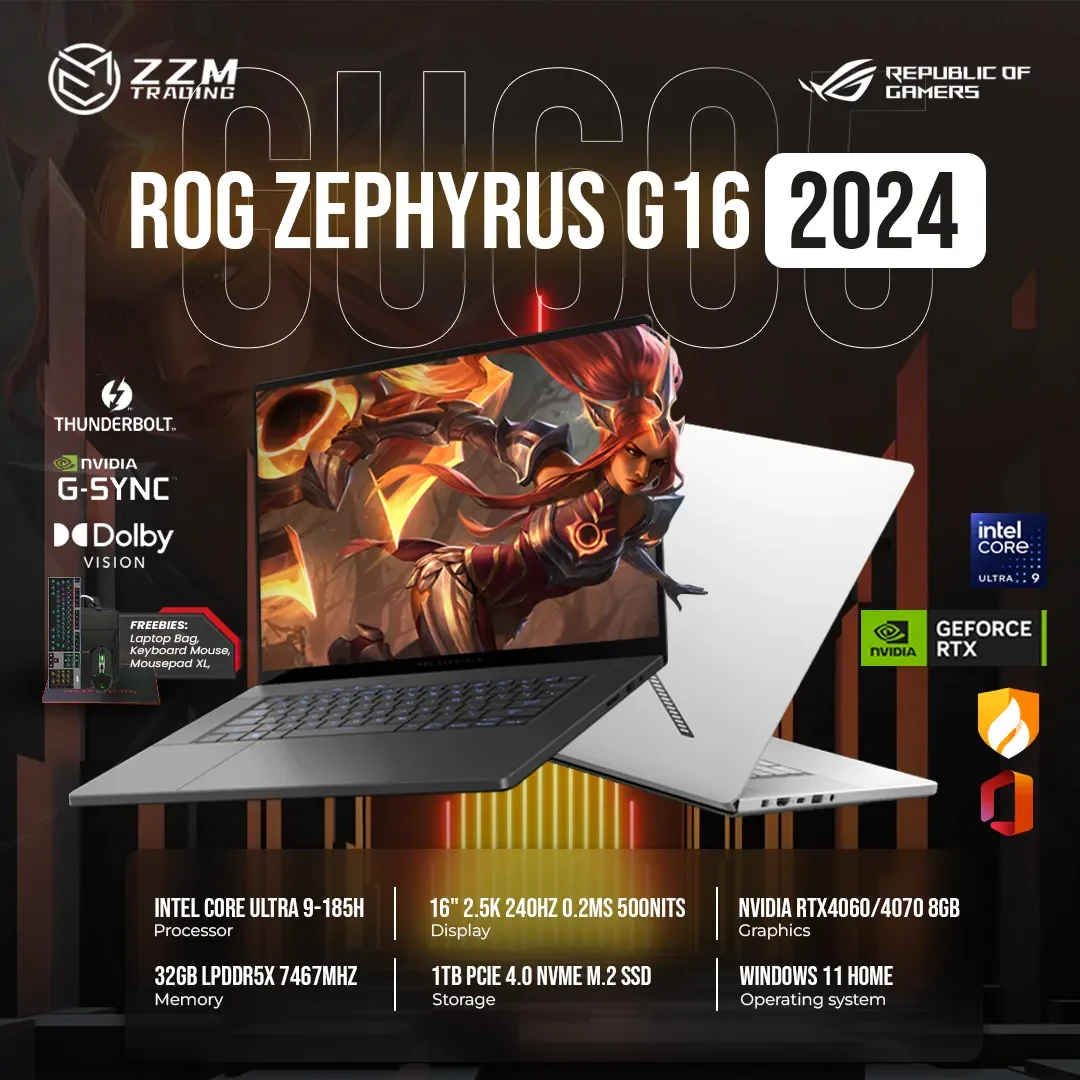 ZZM
TRADING
REPUBLIC OF
GAMERS
GU605
ROG ZEPHYRUS G16 2024
THUNDERBOLT™
NVIDIA
G-SYNC
Dolby
VISION
FREEBIES:
Laptop Bag,
Keyboard Mouse,
Mousepad XL,
intel
CORE
ULTRA 9
NVIDIA
GEFORCE
RTX
INTEL CORE ULTRA 9-185H
Processor
16" 2.5K 240HZ 0.2MS 500NITS
Display
NVIDIA RTX4060/4070 8GB
Graphics
32GB LPDDR5X 7467MHZ
Memory
1TB PCIE 4.0 NVME M.2 SSD
Storage
WINDOWS 11 HOME
Operating system